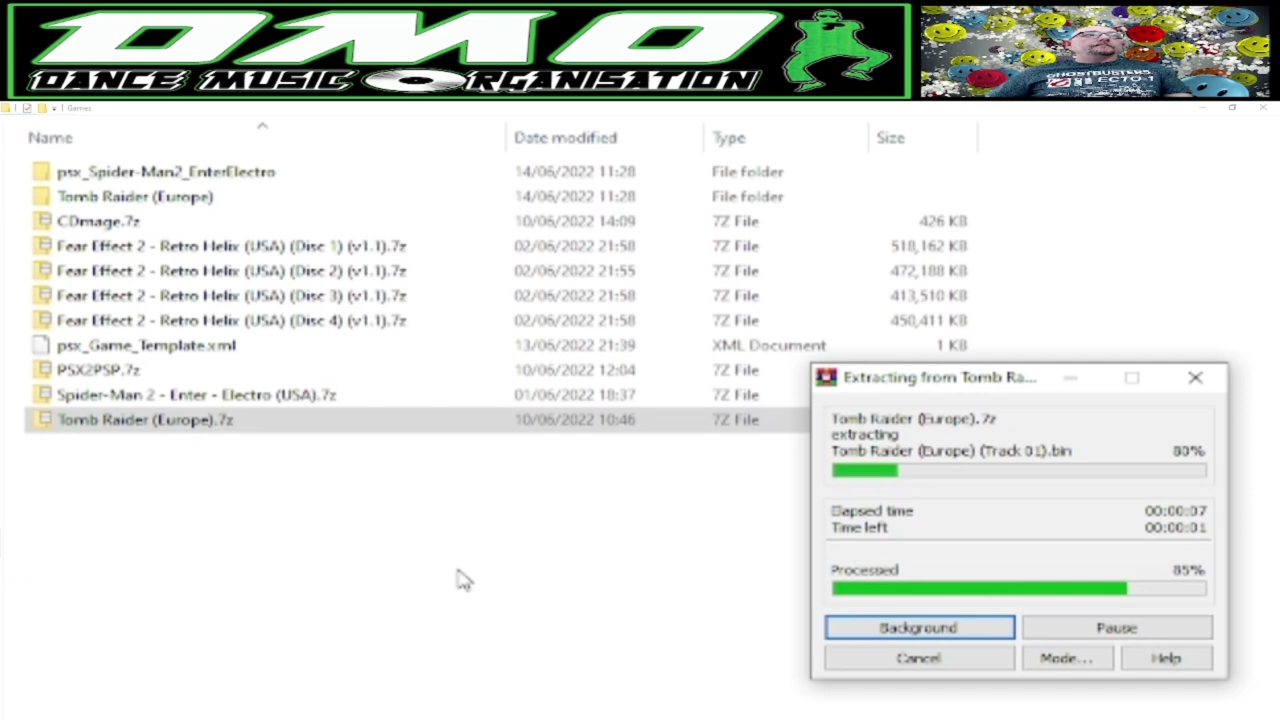 DMO
DANCE MUSIC ORGANISATION
GHOSTBUSTERS
ECTO-1
Games
Name Date modified Type Size
psx_Spider-Man2_EnterElectro 14/06/2022 11:28 File folder
Tomb Raider (Europe) 14/06/2022 11:28 File folder
CDmage.7z 10/06/2022 14:09 7Z File 426 KB
Fear Effect 2 - Retro Helix (USA) (Disc 1) (v1.1).7z 02/06/2022 21:58 7Z File 518,162 KB
Fear Effect 2 - Retro Helix (USA) (Disc 2) (v1.1).7z 02/06/2022 21:55 7Z File 472,188 KB
Fear Effect 2 - Retro Helix (USA) (Disc 3) (v1.1).7z 02/06/2022 21:58 7Z File 413,510 KB
Fear Effect 2 - Retro Helix (USA) (Disc 4) (v1.1).7z 02/06/2022 21:58 7Z File 450,411 KB
psx_Game_Template.xml 13/06/2022 21:39 XML Document 1 KB
PSX2PSP.7z 10/06/2022 12:04 7Z File
Spider-Man 2 - Enter - Electro (USA).7z 01/06/2022 18:37 7Z File
Tomb Raider (Europe).7z 10/06/2022 10:46 7Z File
Extracting from Tomb Ra...
Tomb Raider (Europe).7z
extracting
Tomb Raider (Europe) (Track 01).bin 80%
Elapsed time 00:00:07
Time left 00:00:01
Processed 85%
Background Pause
Cancel Mode... Help